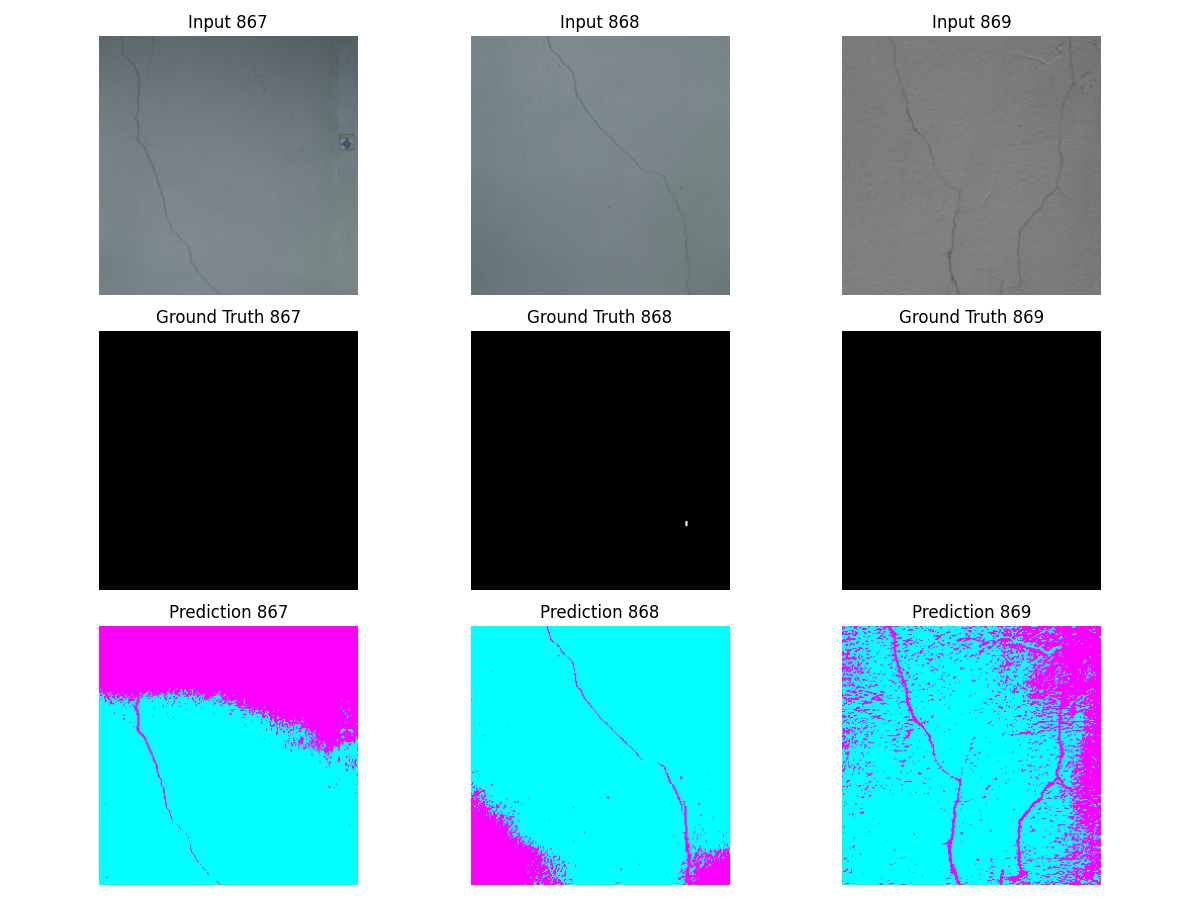 Input 867
Input 868
Input 869
Ground Truth 867
Ground Truth 868
Ground Truth 869
Prediction 867
Prediction 868
Prediction 869